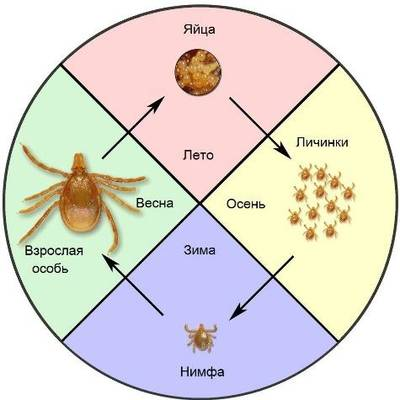 Яйца
Лето
Личинки
Осень
Весна
Взрослая
особь
Зима
Нимфа